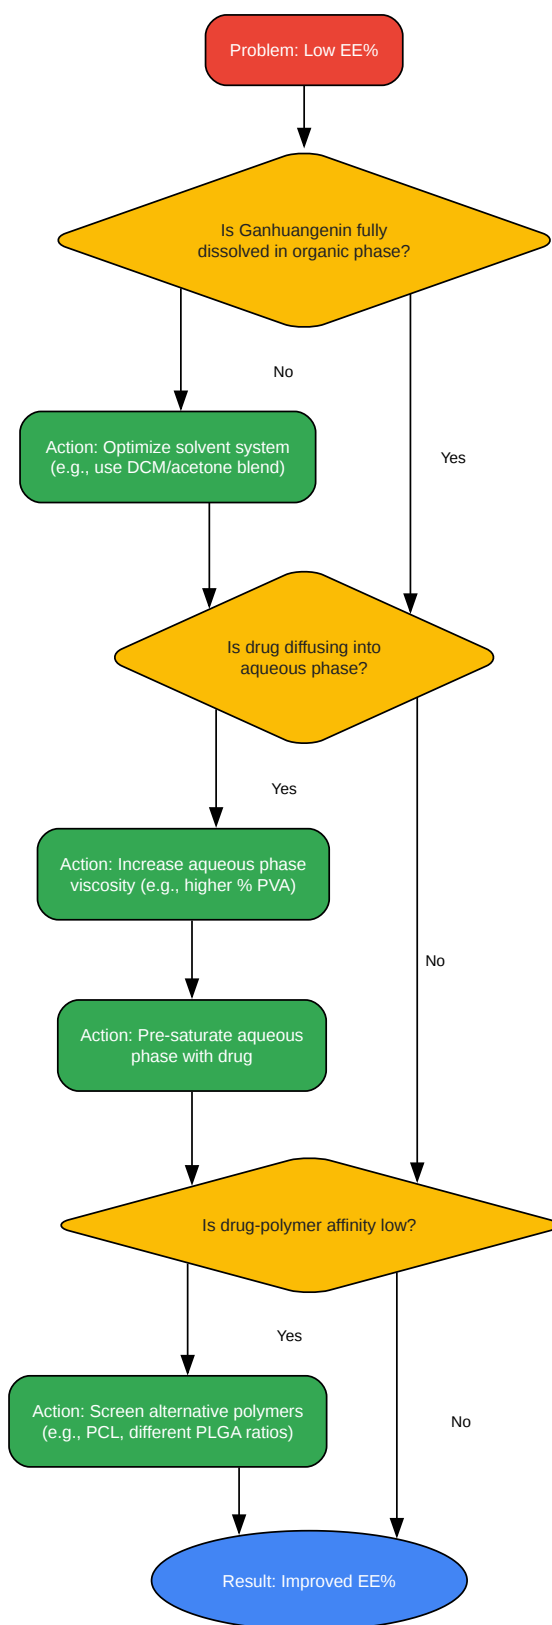 Problem: Low EE%
Is Ganhuangenin fully
dissolved in organic phase?
No
Action: Optimize solvent system
(e.g., use DCM/acetone blend)
Yes
Is drug diffusing into
aqueous phase?
Yes
Action: Increase aqueous phase
viscosity (e.g., higher % PVA)
No
Action: Pre-saturate aqueous
phase with drug
Is drug-polymer affinity low?
Yes
Action: Screen alternative polymers
(e.g., PCL, different PLGA ratios)
No
Result: Improved EE%